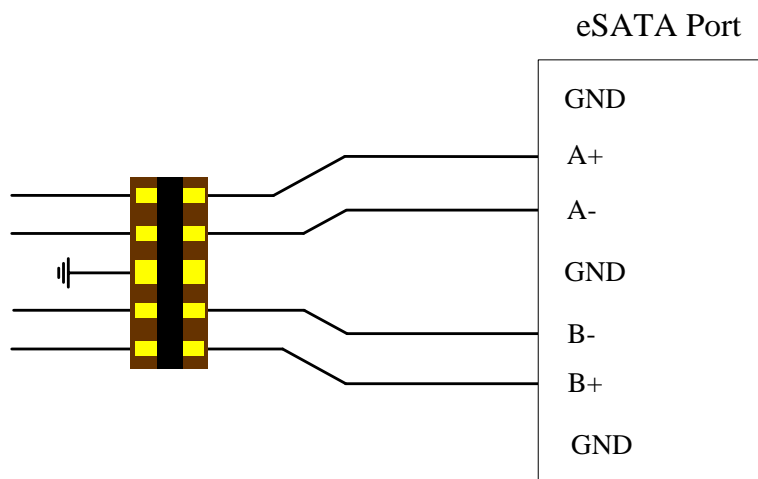 eSATA Port
GND
A+
A-
GND
B-
B+
GND